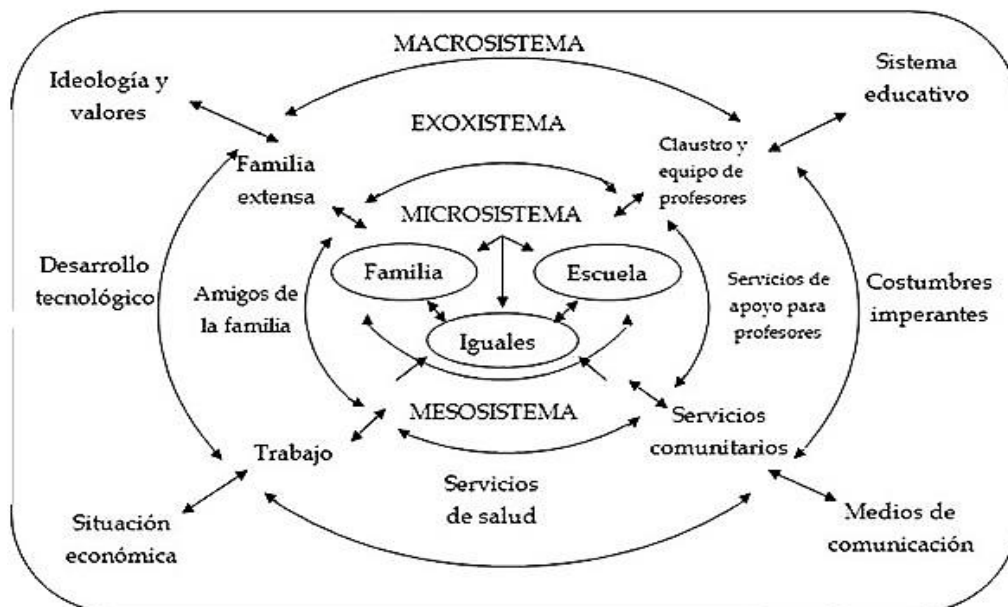 MACROSISTEMA
Ideología y
valores
Sistema
educativo
EXOXISTEMA
Familia
extensa
Claustro y
equipo de
profesores
MICROSISTEMA
Familia
Escuela
Desarrollo
tecnológico
Amigos de
la familia
Servicios de
apoyo para
profesores
Costumbres
imperantes
Iguales
MESOSISTEMA
Trabajo
Servicios
comunitarios
Servicios
de salud
Situación
económica
Medios de
comunicación